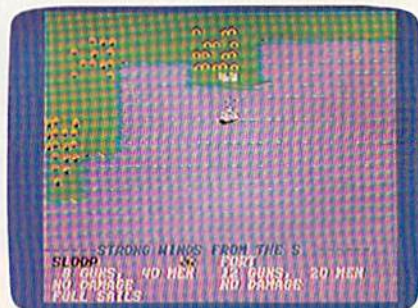 STRONG WINDS FROM THE S
SLOOP PORT
8 GUNS, 40 MEN 12 GUNS, 20 MEN
NO DAMAGE NO DAMAGE
FULL SAILS